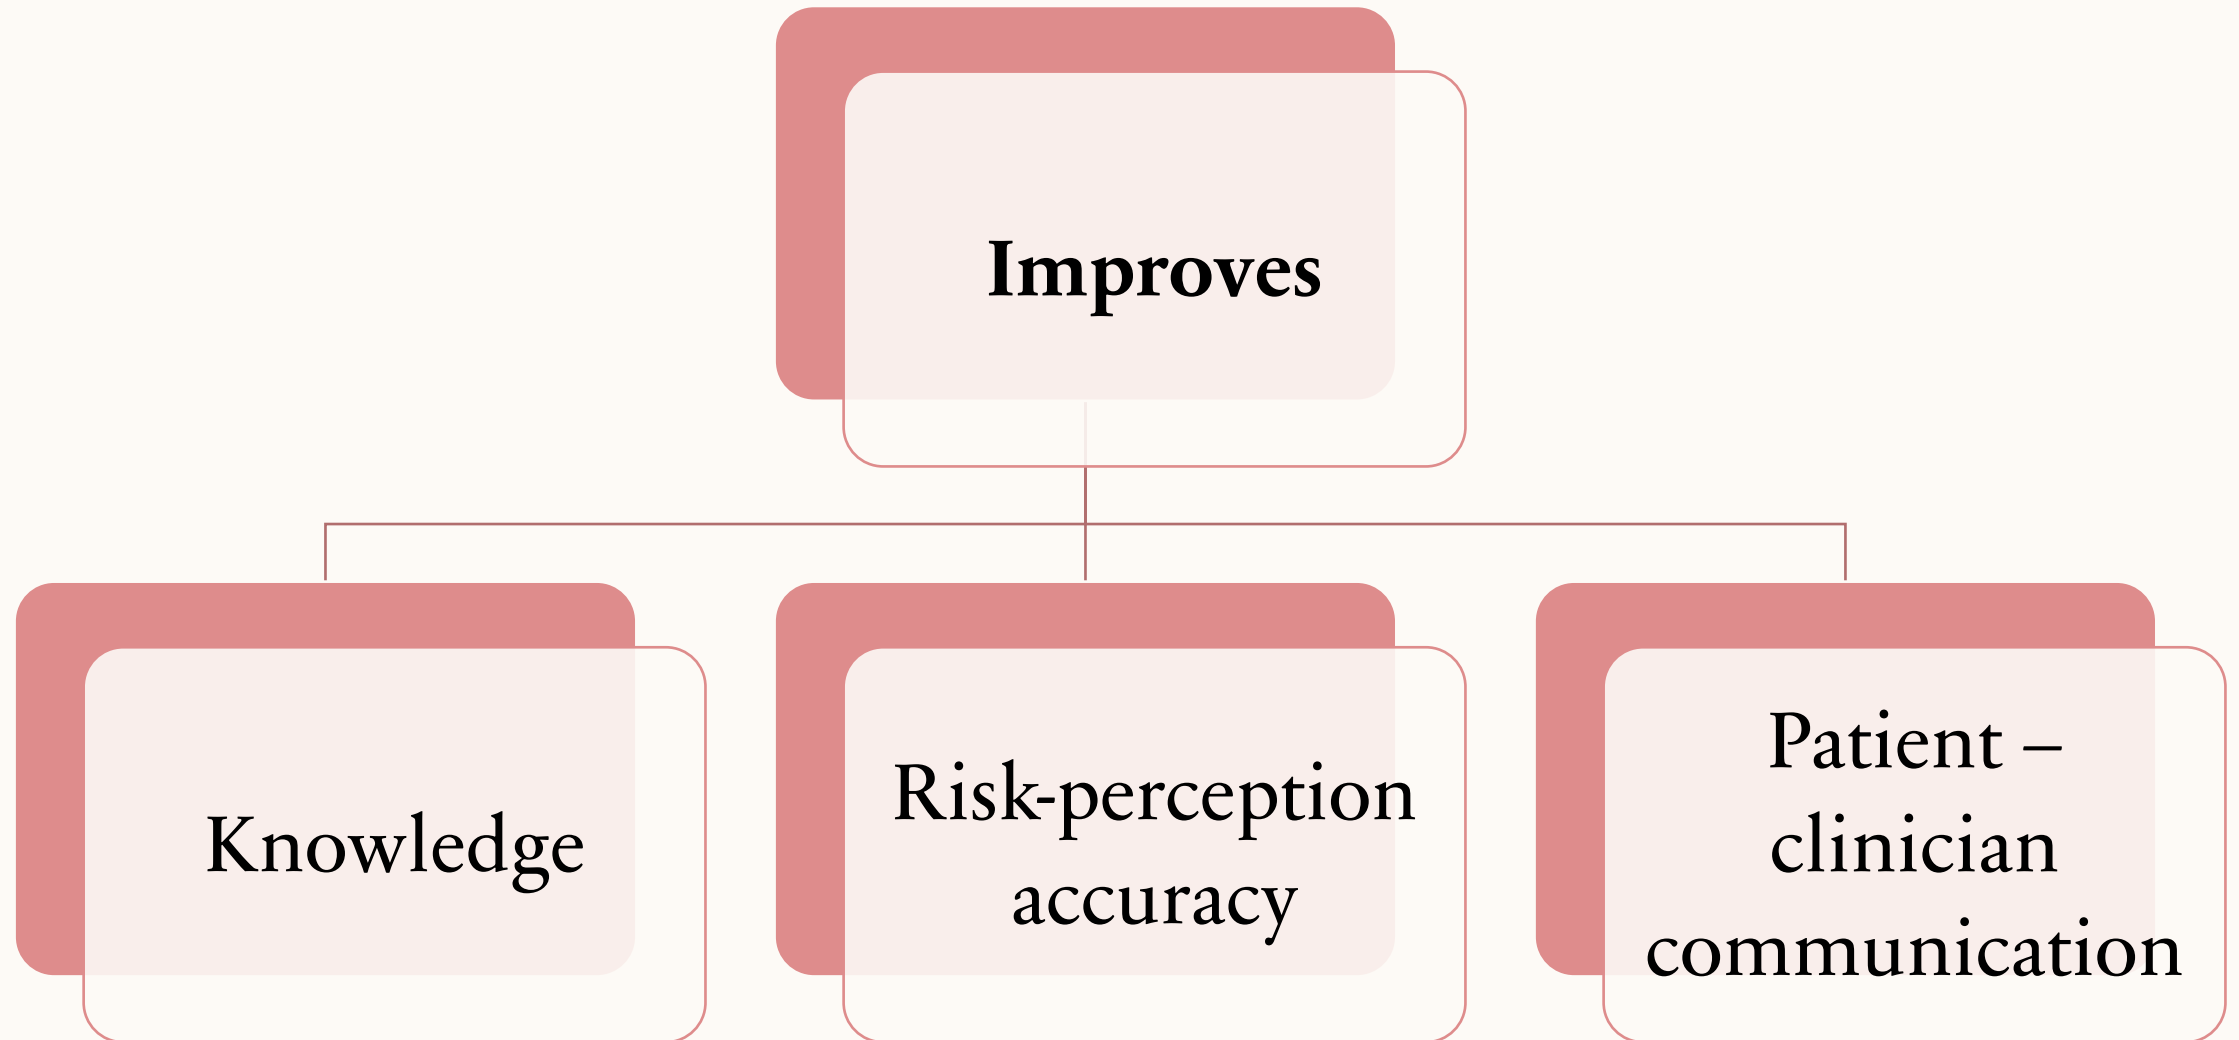 Improves
Knowledge
Risk-perception
accuracy
Patient –
clinician
communication